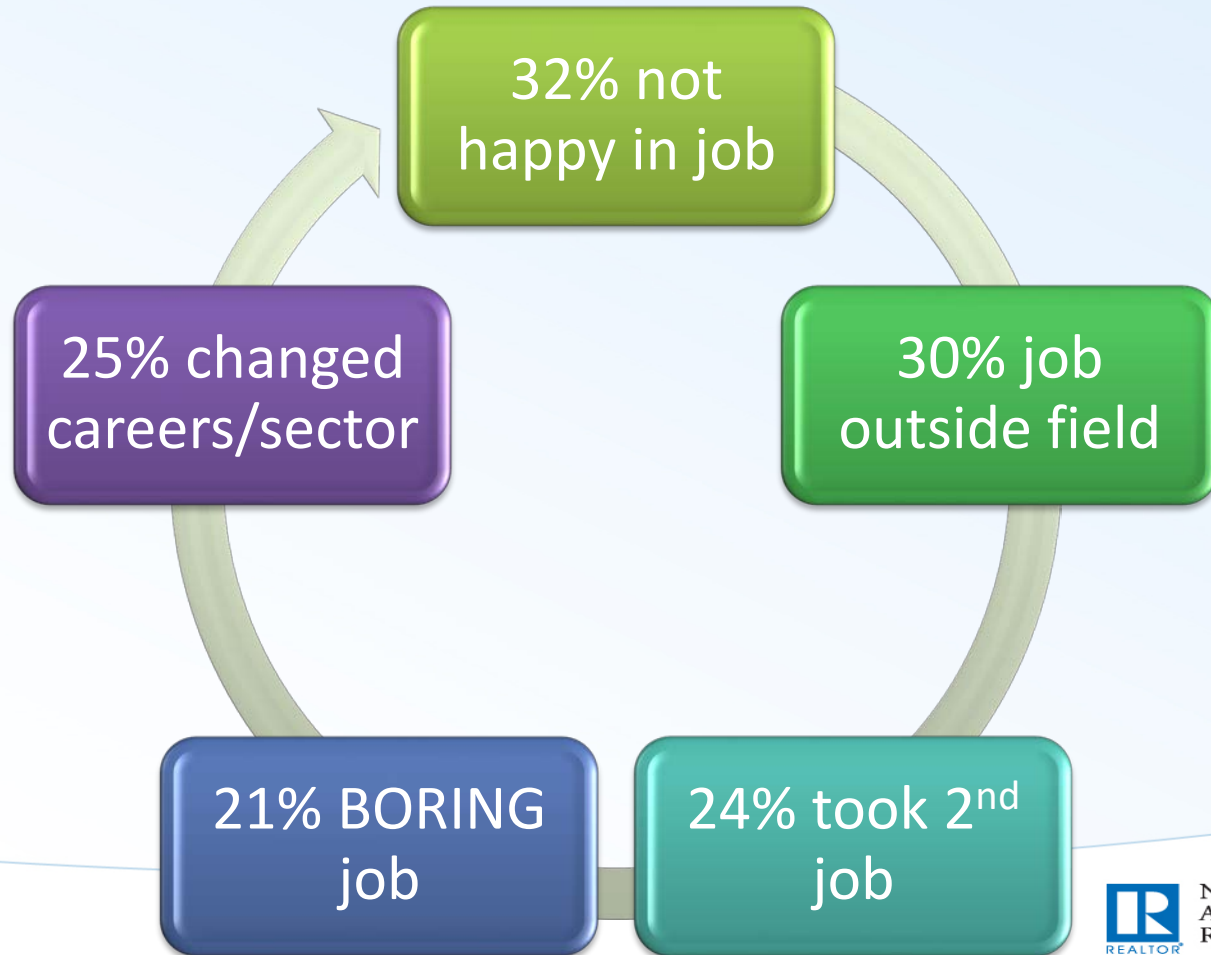 32% not
happy in job
25% changed
careers/sector
30% job
outside field
21% BORING
job
24% took 2nd
job
REALTOR®